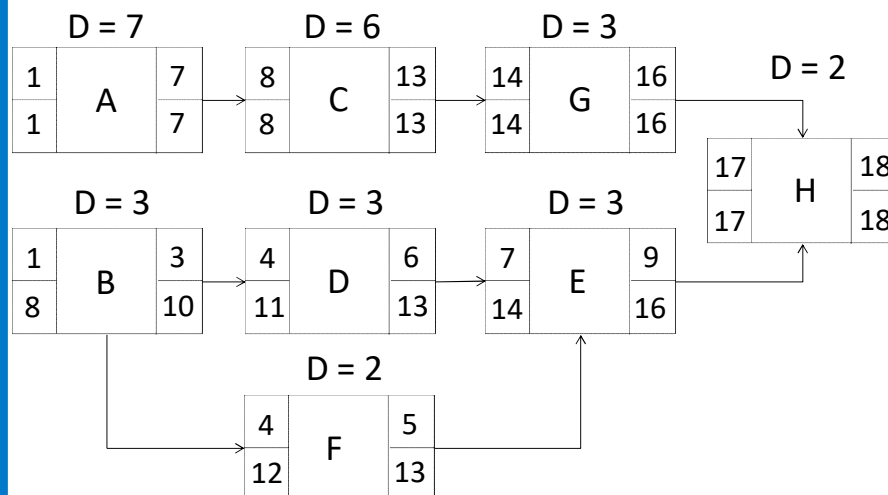 D = 7 D = 6 D = 3
D = 2
1 A 7 8 C 13 14 G 16
1 7 8 13 14 16
17 H 18
17 18
D = 3 D = 3 D = 3
1 B 3 4 D 6 7 E 9
8 10 11 13 14 16
D = 2
4 F 5
12 13